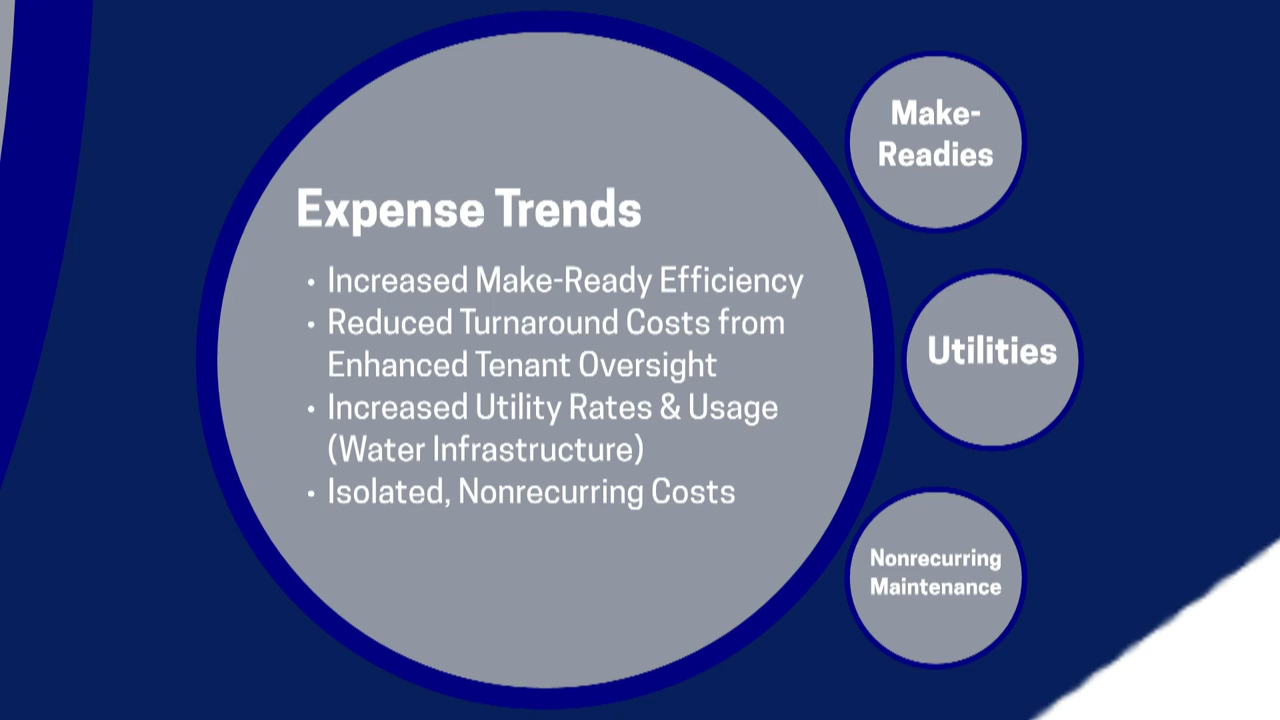 Expense Trends
• Increased Make-Ready Efficiency
• Reduced Turnaround Costs from
Enhanced Tenant Oversight
• Increased Utility Rates & Usage
(Water Infrastructure)
• Isolated, Nonrecurring Costs
Make-
Readies
Utilities
Nonrecurring
Maintenance